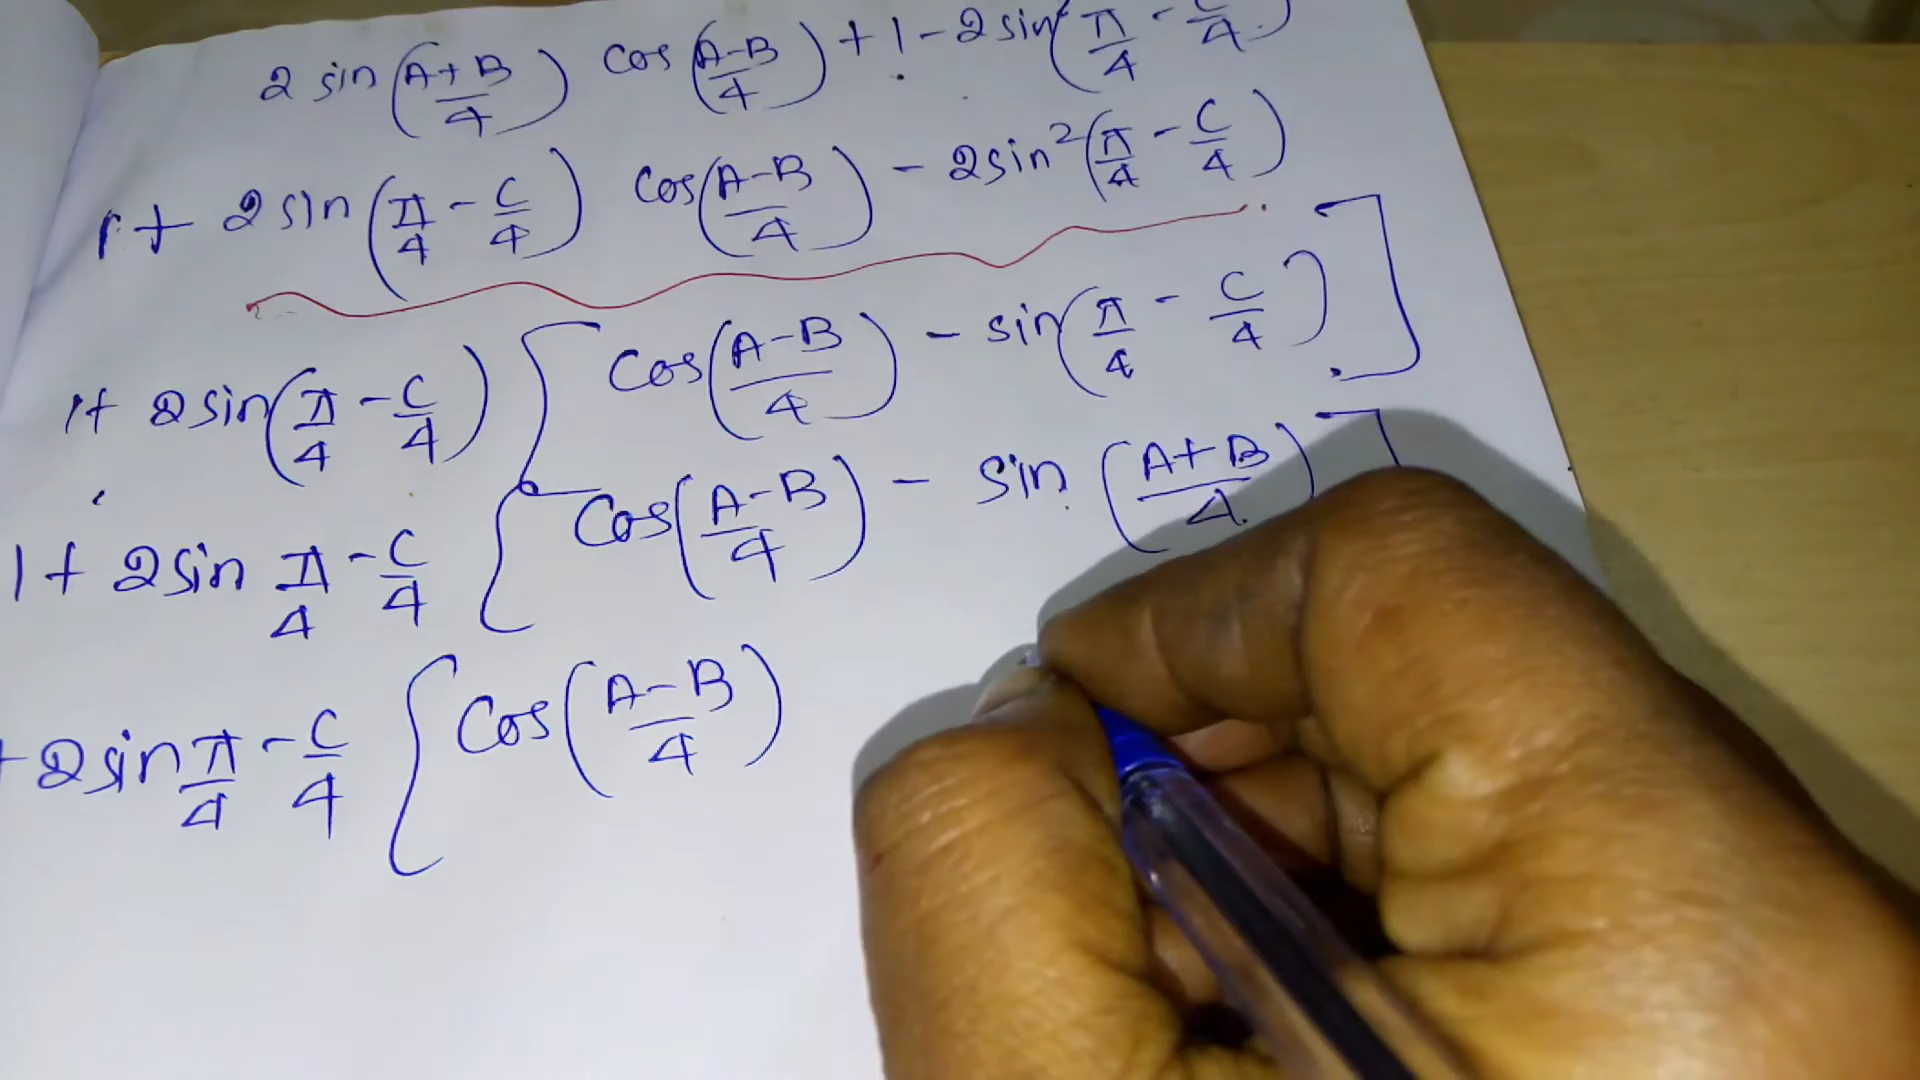 2 sin (A+B/4) cos (A-B/4) + 1 - 2 sin² (π/4 - C/4)
1 + 2 sin (π/4 - C/4) cos (A-B/4) - 2 sin² (π/4 - C/4)
1 + 2 sin (π/4 - C/4) [ Cos (A-B/4) - sin (π/4 - C/4) ]
1 + 2 sin π/4 - C/4 { Cos (A-B/4) - sin (A+B/4) ]
+ 2 sin π/4 - C/4 { Cos (A-B/4)